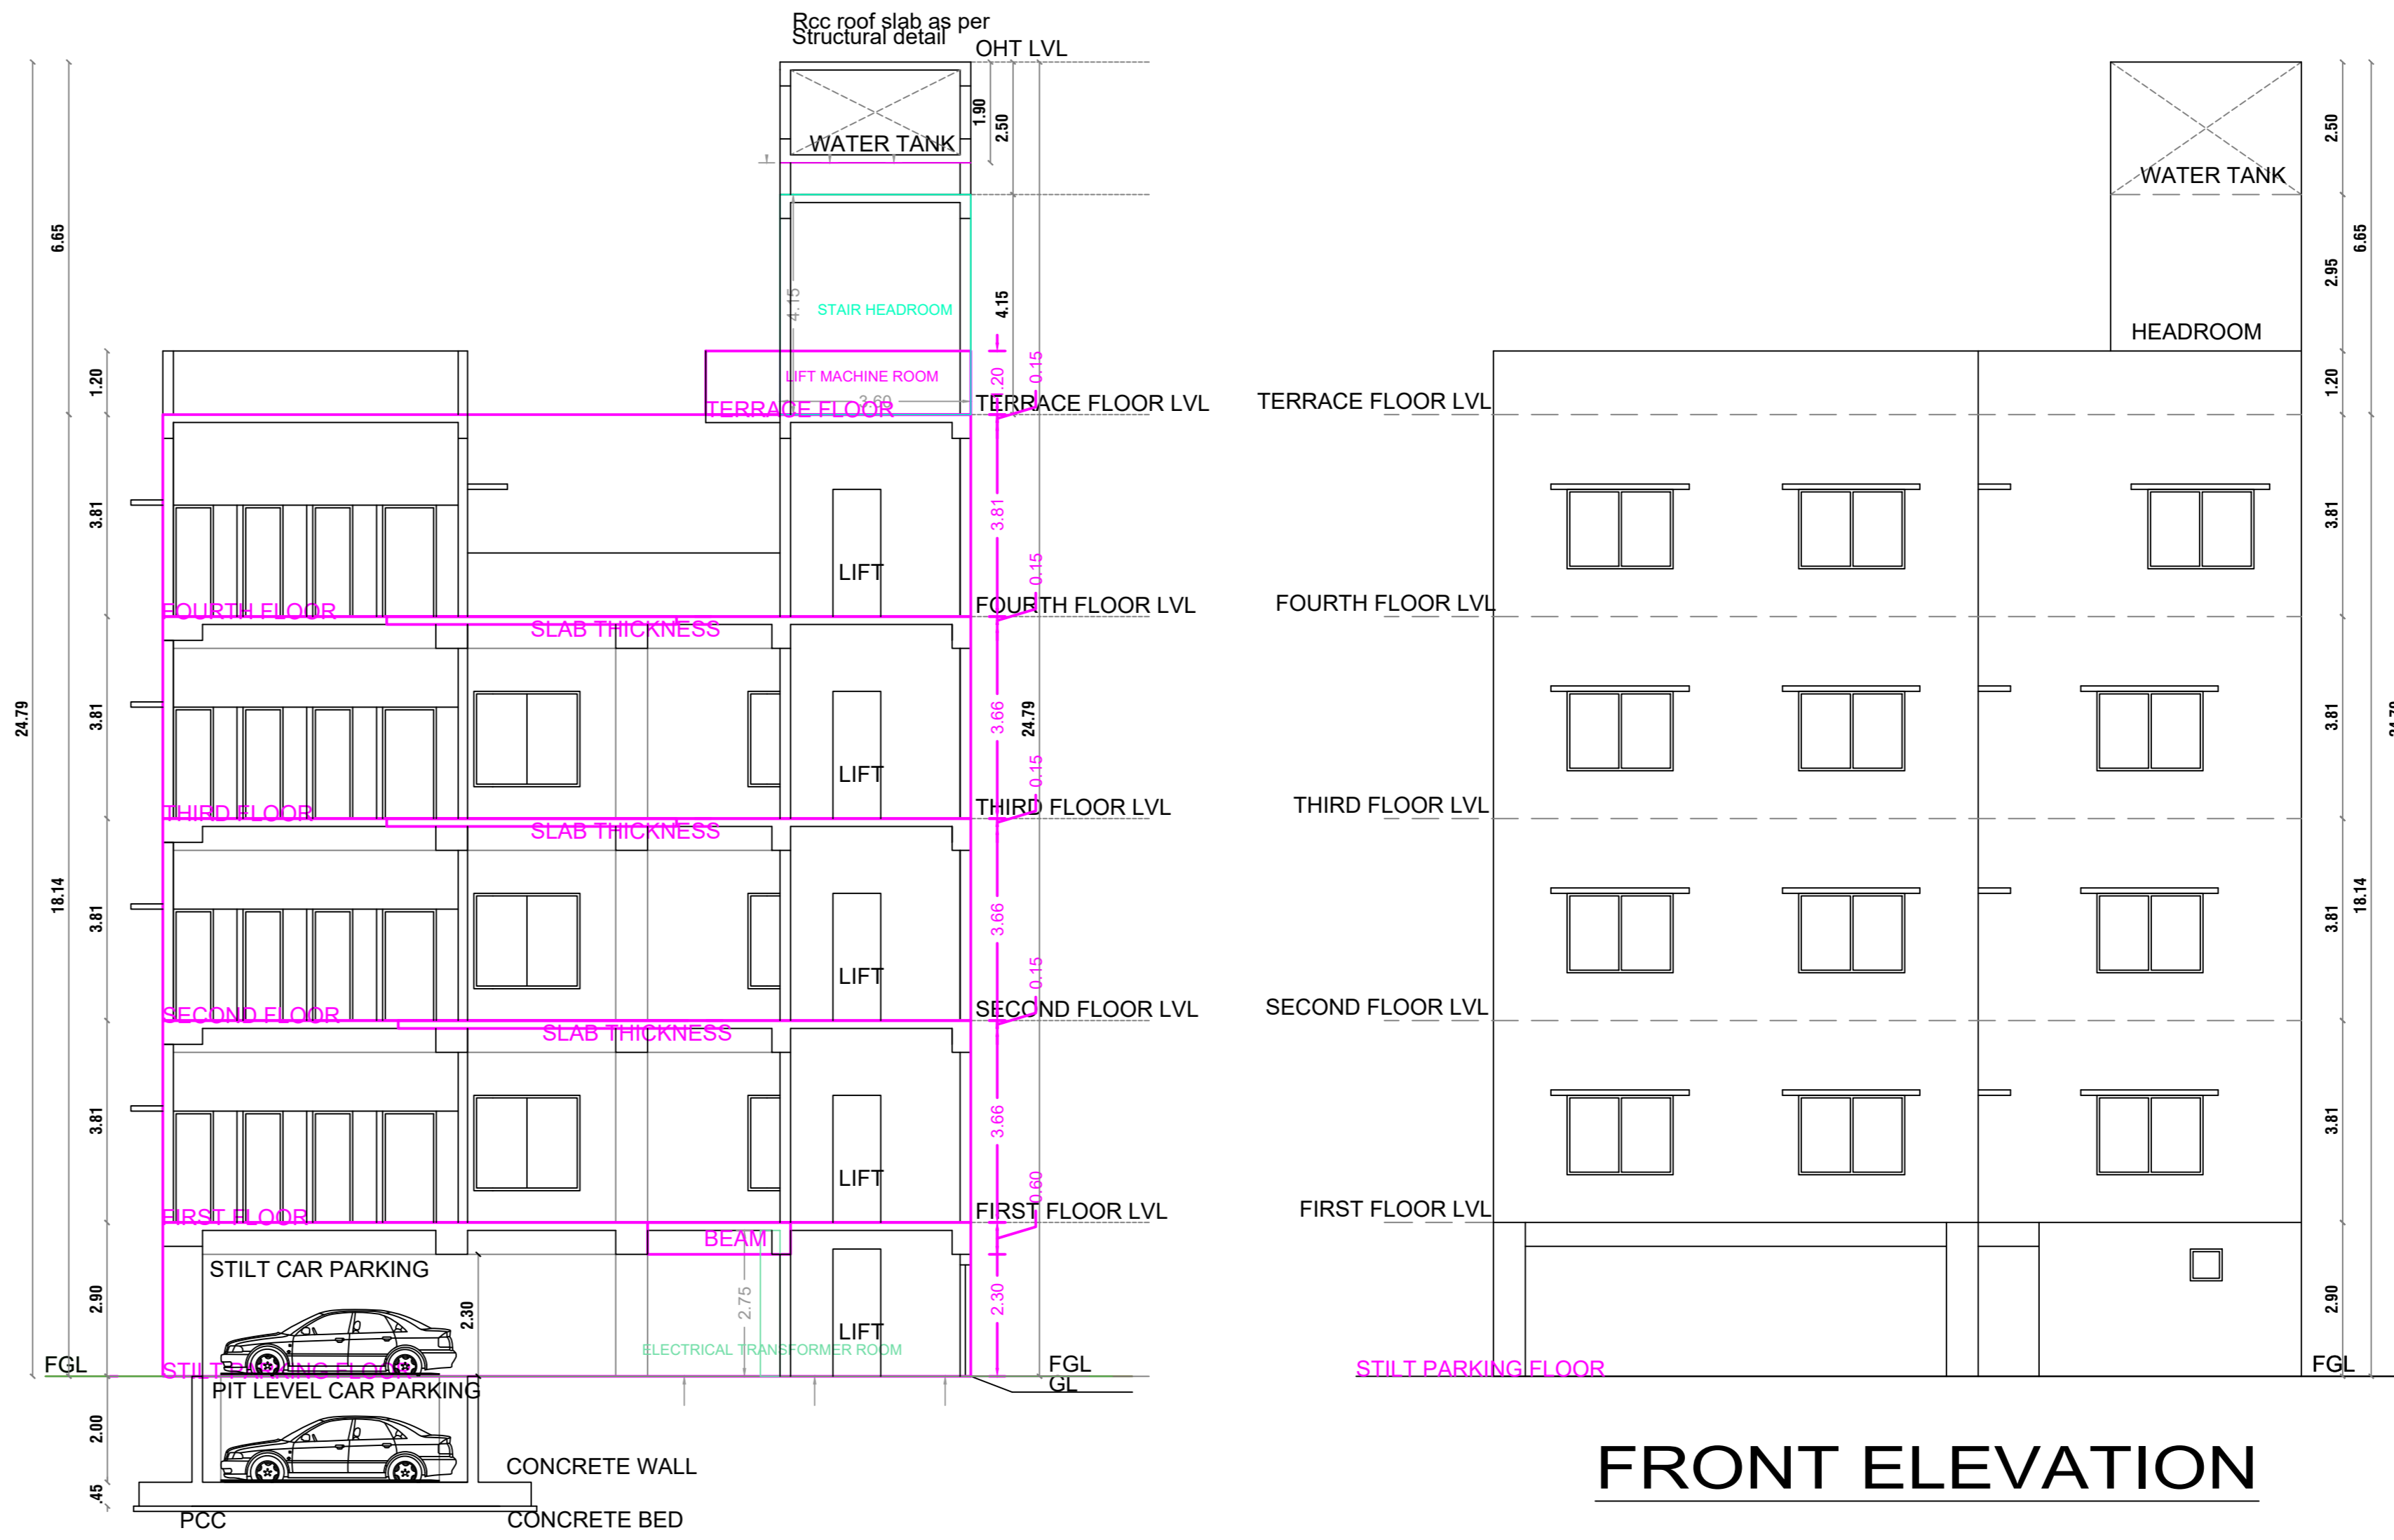 Rcc roof slab as per
Structural detail
OHT LVL
1.90
2.50
WATER TANK
6.65
4.15
STAIR HEADROOM
4.15
LIFT MACHINE ROOM
1.20
1.20
0.15
3.60
TERRACE FLOOR
TERRACE FLOOR LVL
3.81
3.81
LIFT
0.15
FOURTH FLOOR
FOURTH FLOOR LVL
SLAB THICKNESS
24.79
3.81
3.66
24.79
LIFT
0.15
THIRD FLOOR
THIRD FLOOR LVL
SLAB THICKNESS
18.14
3.81
3.66
LIFT
0.15
SECOND FLOOR
SECOND FLOOR LVL
SLAB THICKNESS
3.81
3.66
LIFT
0.60
FIRST FLOOR
FIRST FLOOR LVL
BEAM
STILT CAR PARKING
2.90
2.30
2.75
2.30
LIFT
ELECTRICAL TRANSFORMER ROOM
FGL
STILT PARKING FLOOR
FGL
GL
PIT LEVEL CAR PARKING
2.00
CONCRETE WALL
.45
PCC
CONCRETE BED
2.50
WATER TANK
6.65
2.95
HEADROOM
1.20
TERRACE FLOOR LVL
3.81
FOURTH FLOOR LVL
3.81
24.79
THIRD FLOOR LVL
3.81
18.14
SECOND FLOOR LVL
3.81
FIRST FLOOR LVL
2.90
STILT PARKING FLOOR
FGL
FRONT ELEVATION